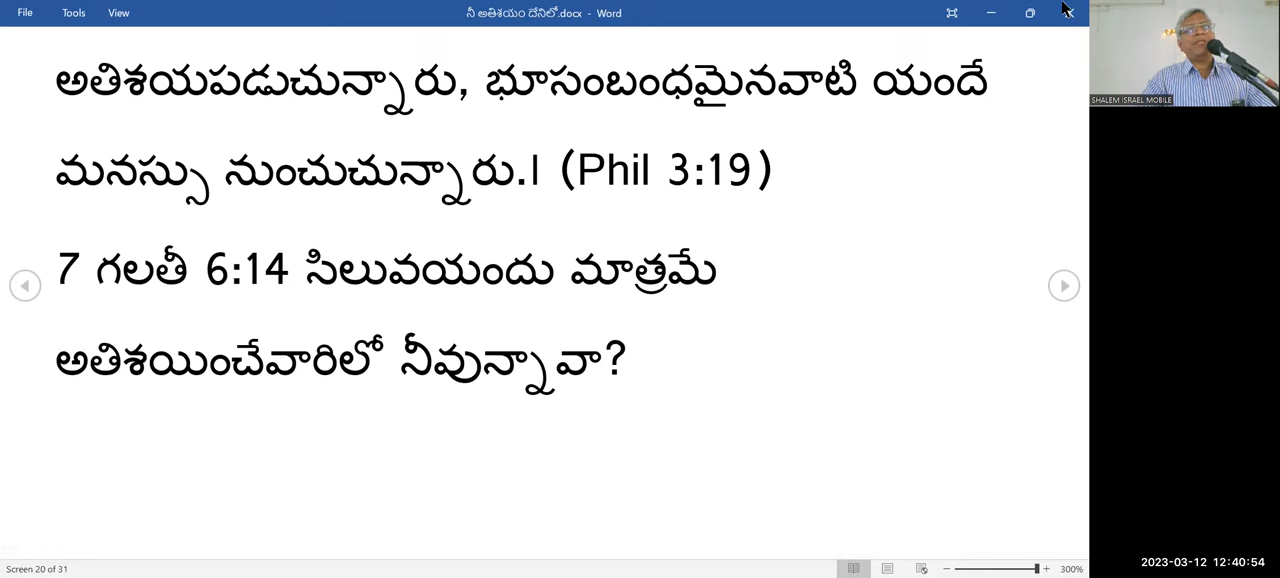 File Tools View నీ అతిశయం దేనిలో.docx - Word
అతిశయపడుచున్నారు, భూసంబంధమైనవాటి యందే
మనస్సు నుంచుచున్నారు.| (Phil 3:19)
7 గలతీ 6:14 సిలువయందు మాత్రమే
అతిశయించేవారిలో నీవున్నావా?
SHALEM ISRAEL MOBILE
2023-03-12 12:40:54
Screen 20 of 31 300%